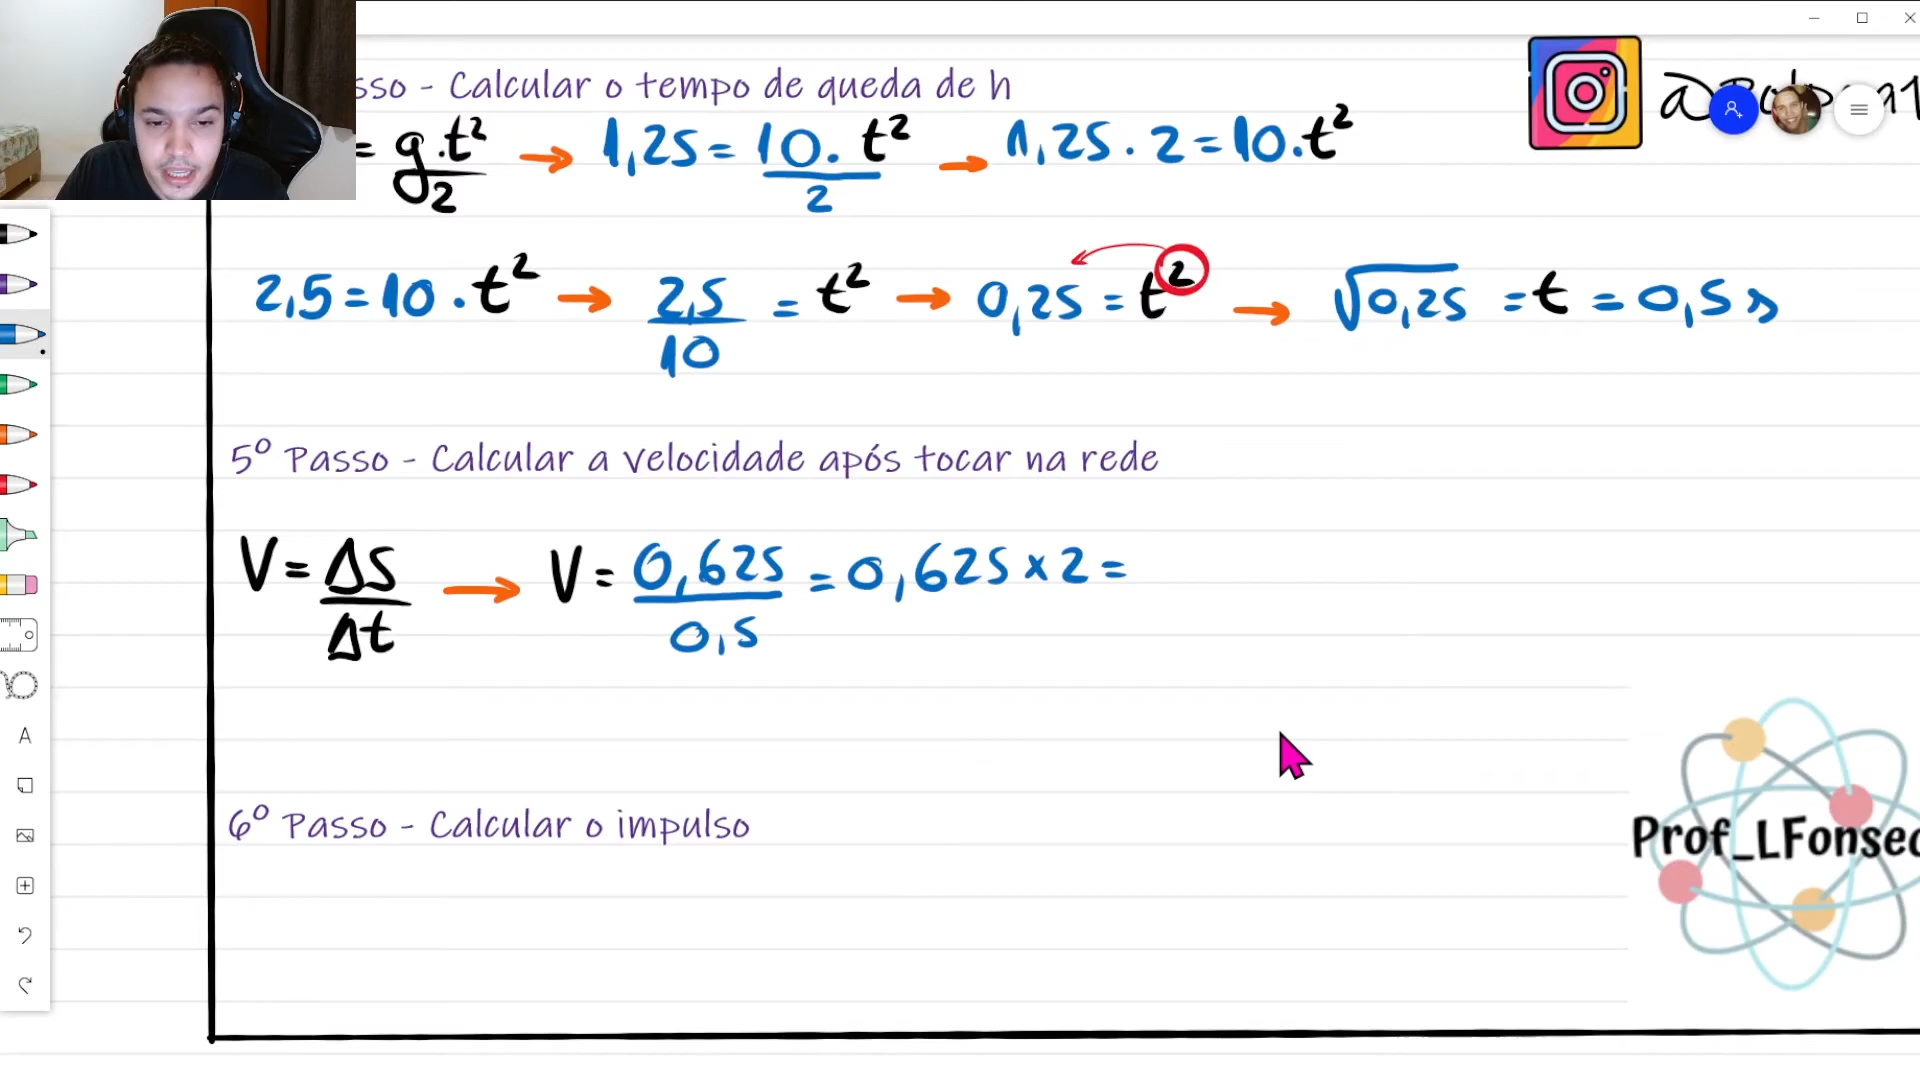 sso - Calcular o tempo de queda de h
= g.t²/2 → 1,25 = 10. t²/2 → 1,25 . 2 = 10.t²
2,5 = 10 . t² → 2,5/10 = t² → 0,25 = t² → √0,25 = t = 0,5 s
5º Passo - Calcular a velocidade após tocar na rede
V = Δs/Δt → V = 0,625/0,5 = 0,625 x 2 =
6º Passo - Calcular o impulso
Prof_LFonsec
A